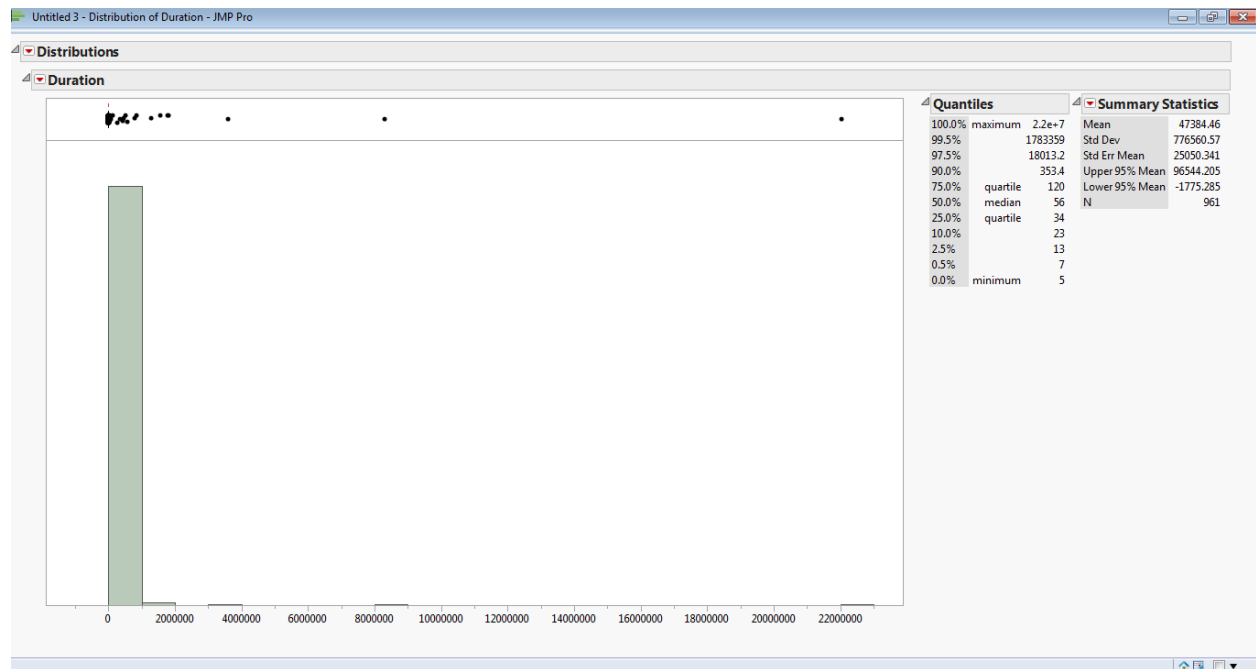 Untitled 3 - Distribution of Duration - JMP Pro
Distributions
Duration
Quantiles
100.0% maximum 2.2e+7
99.5% 1783359
97.5% 18013.2
90.0% 353.4
75.0% quartile 120
50.0% median 56
25.0% quartile 34
10.0% 23
2.5% 13
0.5% 7
0.0% minimum 5
Summary Statistics
Mean 47384.46
Std Dev 776560.57
Std Err Mean 25050.341
Upper 95% Mean 96544.205
Lower 95% Mean -1775.285
N 961
0 2000000 4000000 6000000 8000000 10000000 12000000 14000000 16000000 18000000 20000000 22000000